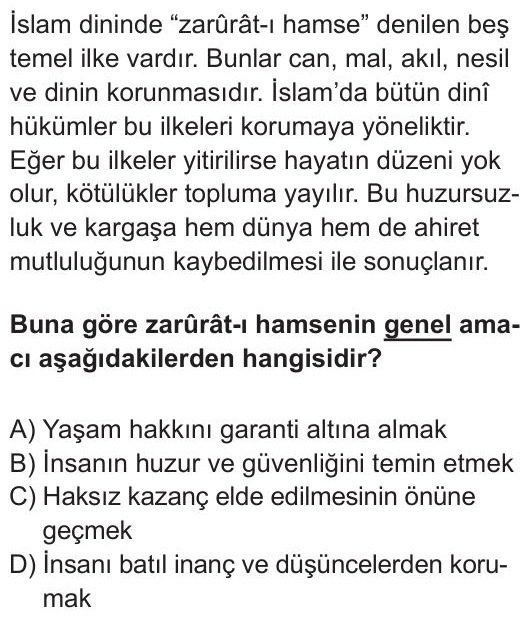 İslam dininde “zarûrât-ı hamse” denilen beş
temel ilke vardır. Bunlar can, mal, akıl, nesil
ve dinin korunmasıdır. İslam’da bütün dinî
hükümler bu ilkeleri korumaya yöneliktir.
Eğer bu ilkeler yitirilirse hayatın düzeni yok
olur, kötülükler topluma yayılır. Bu huzursuz-
luk ve kargaşa hem dünya hem de ahiret
mutluluğunun kaybedilmesi ile sonuçlanır.
Buna göre zarûrât-ı hamsenin genel ama-
cı aşağıdakilerden hangisidir?
A) Yaşam hakkını garanti altına almak
B) İnsanın huzur ve güvenliğini temin etmek
C) Haksız kazanç elde edilmesinin önüne
geçmek
D) İnsanı batıl inanç ve düşüncelerden koru-
mak